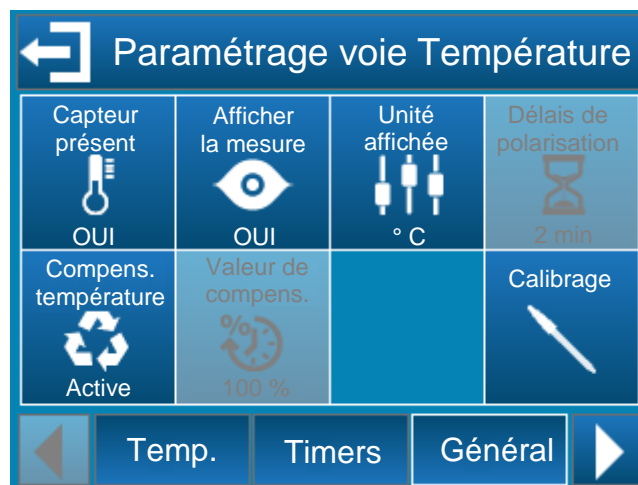 Paramétrage voie Température
Capteur
présent
OUI
Afficher
la mesure
OUI
Unité
affichée
° C
Délais de
polarisation
2 min
Compens.
température
Active
Valeur de
compens.
%
100 %
Calibrage
Temp.
Timers
Général